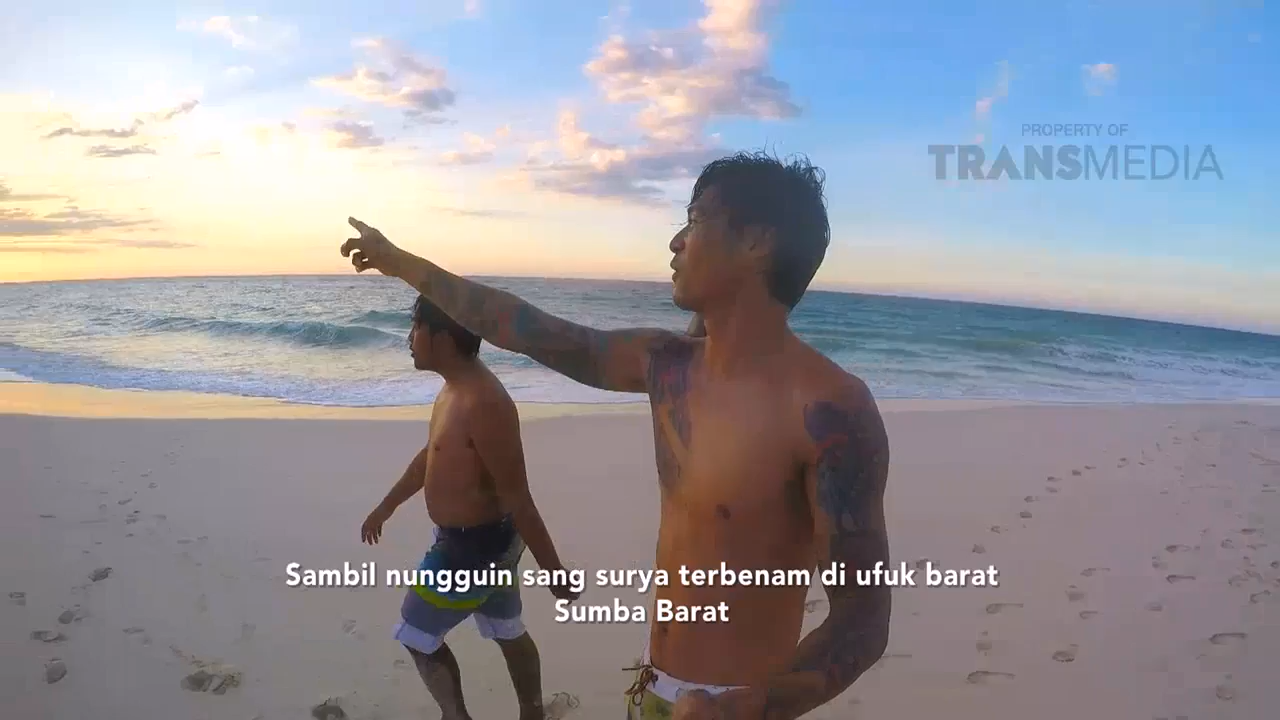 PROPERTY OF
TRANSMEDIA
Sambil nungguin sang surya terbenam di ufuk barat
Sumba Barat